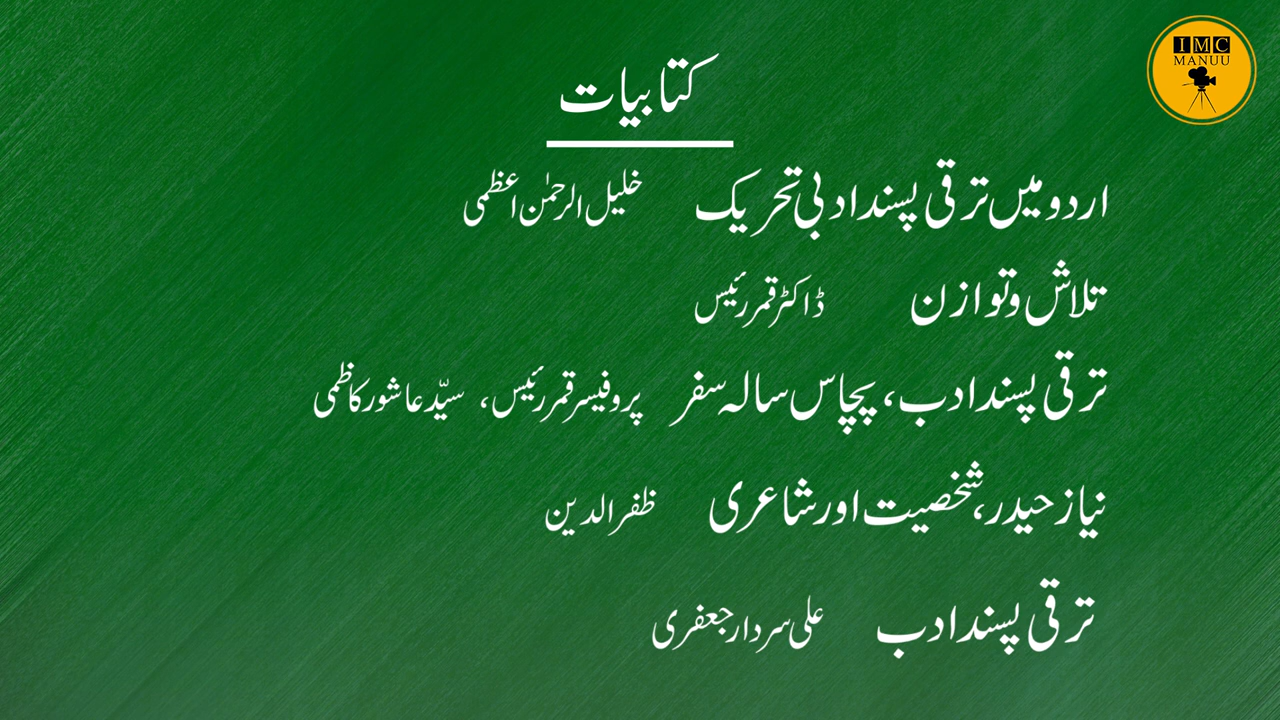 IMC
MANUU
کتابیات
اردو میں ترقی پسند ادبی تحریک خلیل الرحمٰن اعظمی
تلاش و توازن ڈاکٹر قمر رئیس
ترقی پسند ادب، پچاس سالہ سفر پروفیسر قمر رئیس، سیّد عاشور کاظمی
نیاز حیدر، شخصیت اور شاعری ظفر الدین
ترقی پسند ادب علی سردار جعفری